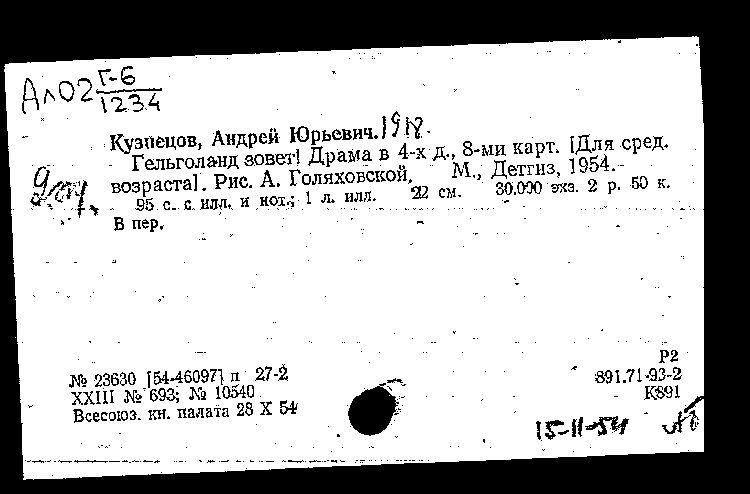 Ал02 Г-6
1234
Кузнецов, Андрей Юрьевич. 1918-
Гельголанд зовет! Драма в 4-х д., 8-ми карт. [Для сред.
возраста]. Рис. А. Голяховской. М., Детгиз, 1954.
95 с. с илл. и нот.; 1 л. илл. 22 см. 30.000 экз. 2 р. 50 к.
В пер.
Р2
№ 23630 [54-46097] п 27-2 891.71-93-2
XXIII № 693; № 10540 К891
Всесоюз. кн. палата 28 X 54
15-11-54